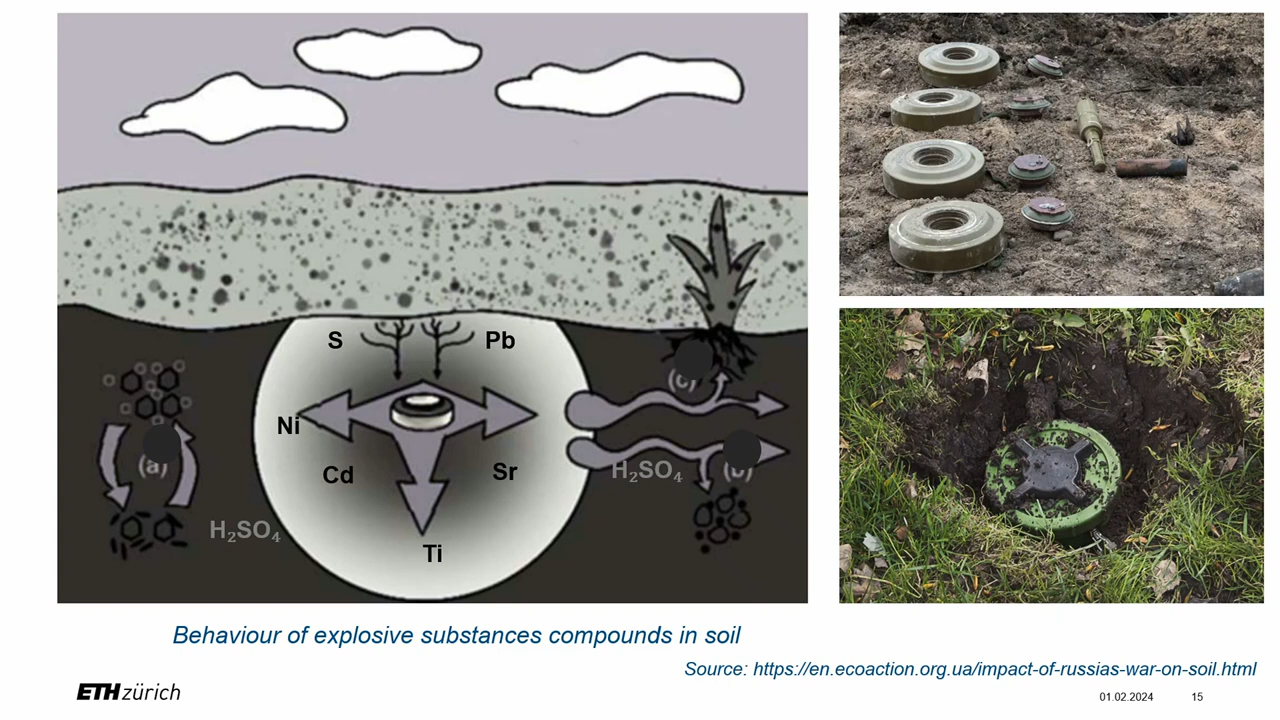 S
Pb
(c)
Ni
(a)
Cd
Sr
H₂SO₄
(b)
H₂SO₄
Ti
Behaviour of explosive substances compounds in soil
Source: https://en.ecoaction.org.ua/impact-of-russias-war-on-soil.html
ETH zürich
01.02.2024
15